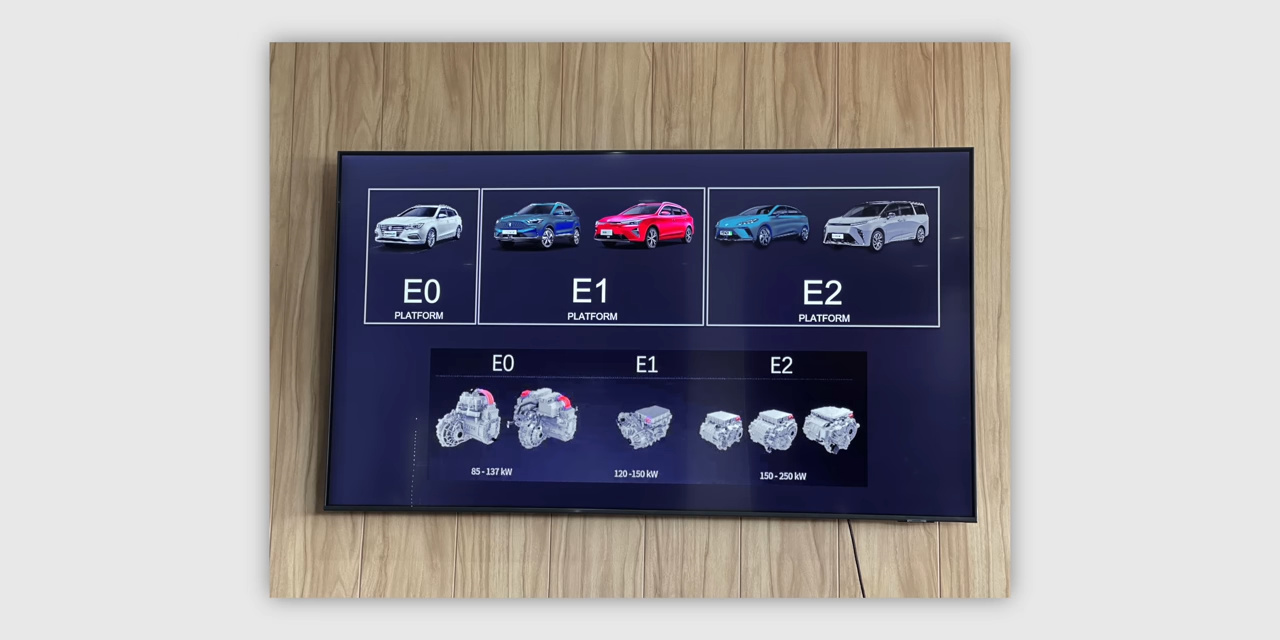 E0
PLATFORM
E1
PLATFORM
E2
PLATFORM
E0
E1
E2
85 - 137 kW
120 -150 kW
150 - 250 kW